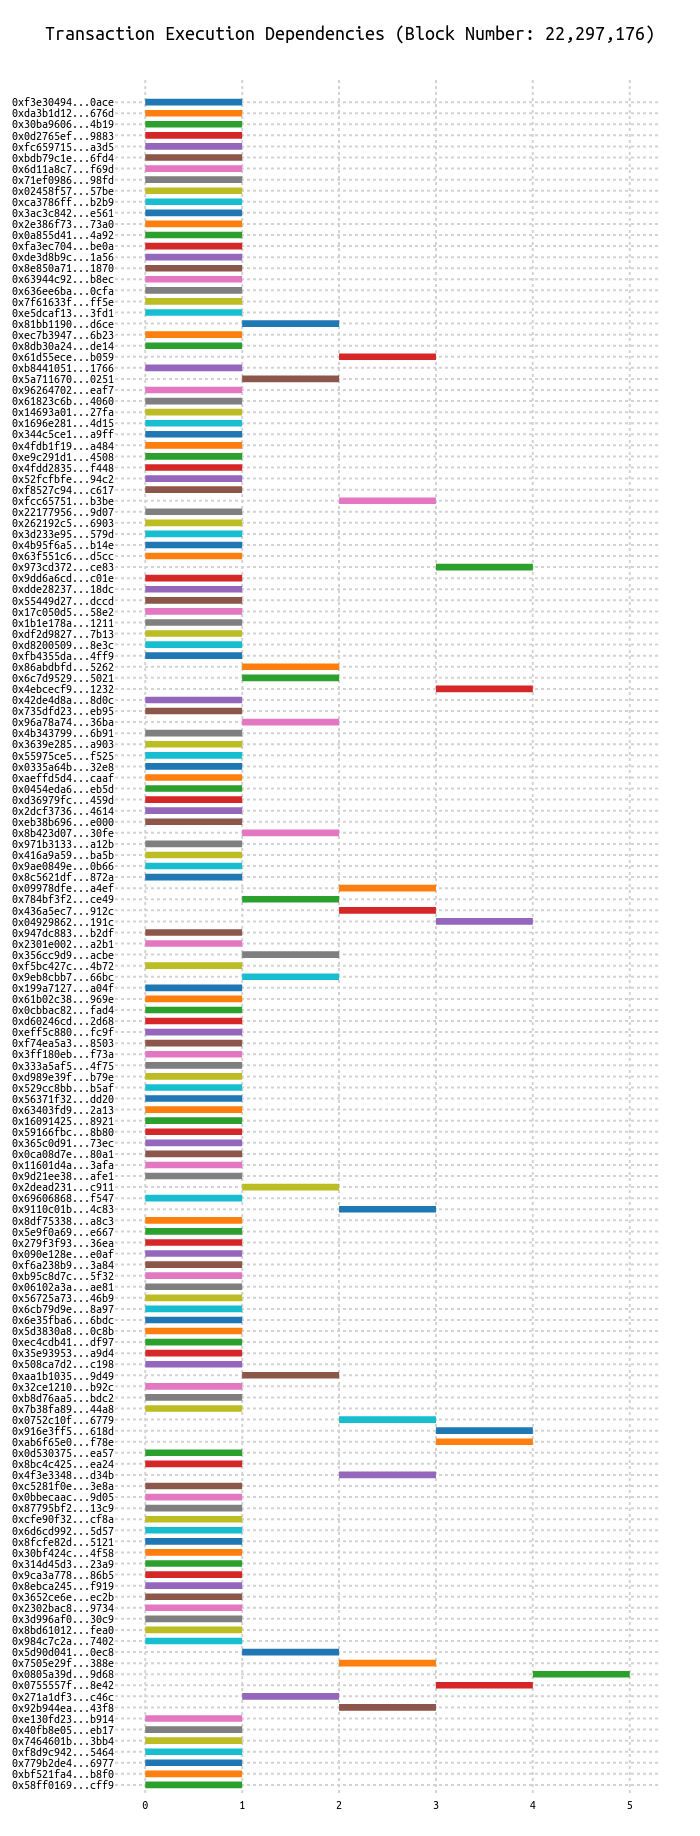 Transaction Execution Dependencies (Block Number: 22,297,176)
0xf3e30494...0ace
0xda3b1d12...676d
0x30ba9606...4b19
0x0d2765ef...9883
0xfc659715...a3d5
0xbdb79c1e...6fd4
0x6d11a8c7...f69d
0x71ef0986...98fd
0x02458f57...57be
0xca3786ff...b2b9
0x3ac3c842...e561
0x2e386f73...73a0
0x0a855d41...4a92
0xfa3ec704...be0a
0xde3d8b9c...1a56
0x8e850a71...1870
0x63944c92...b8ec
0x636ee6ba...0cfa
0x7f61633f...ff5e
0xe5dcaf13...3fd1
0x81bb1190...d6ce
0xec7b3947...6b23
0x8db30a24...de14
0x61d55ece...b059
0xb8441051...1766
0x5a711670...0251
0x96264702...eaf7
0x61823c6b...4060
0x14693a01...27fa
0x1696e281...4d15
0x344c5ce1...a9ff
0x4fdb1f19...a484
0xe9c291d1...4508
0x4fdd2835...f448
0x52fcfbfe...94c2
0xf8527c94...c617
0xfcc65751...b3be
0x22177956...9d07
0x262192c5...6903
0x3d233e95...579d
0x4b95f6a5...b14e
0x63f551c6...d5cc
0x973cd372...ce83
0x9dd6a6cd...c01e
0xdde28237...18dc
0x55449d27...dccd
0x17c050d5...58e2
0x1b1e178a...1211
0xdf2d9827...7b13
0xd8200509...8e3c
0xfb4355da...4ff9
0x86abdbfd...5262
0x6c7d9529...5021
0x4ebcecf9...1232
0x42de4d8a...8d0c
0x735dfd23...eb95
0x96a78a74...36ba
0x4b343799...6b91
0x3639e285...a903
0x55975ce5...f525
0x0335a64b...32e8
0xaeffd5d4...caaf
0x0454eda6...eb5d
0xd36979fc...459d
0x2dcf3736...4614
0xeb38b696...e000
0x8b423d07...30fe
0x971b3133...a12b
0x416a9a59...ba5b
0x9ae0849e...0b66
0x8c5621df...872a
0x09978dfe...a4ef
0x784bf3f2...ce49
0x436a5ec7...912c
0x04929862...191c
0x947dc883...b2df
0x2301e002...a2b1
0x356cc9d9...acbe
0xf5bc427c...4b72
0x9eb8cbb7...66bc
0x199a7127...a04f
0x61b02c38...969e
0x0cbbac82...fad4
0xd60246cd...2d68
0xeff5c880...fc9f
0xf74ea5a3...8503
0x3ff180eb...f73a
0x333a5af5...4f75
0xd989e39f...b79e
0x529cc8bb...b5af
0x56371f32...dd20
0x63403fd9...2a13
0x16091425...8921
0x59166fbc...8b80
0x365c0d91...73ec
0x0ca08d7e...80a1
0x11601d4a...3afa
0x9d21ee38...afe1
0x2dead231...c911
0x69606868...f547
0x9110c01b...4c83
0x8df75338...a8c3
0x5e9f0a69...e667
0x279f3f93...36ea
0x090e128e...e0af
0xf6a238b9...3a84
0xb95c8d7c...5f32
0x06102a3a...ae81
0x56725a73...46b9
0x6cb79d9e...8a97
0x6e35fba6...6bdc
0x5d3830a8...0c8b
0xec4cdb41...df97
0x35e93953...a9d4
0x508ca7d2...c198
0xaa1b1035...9d49
0x32ce1210...b92c
0xb8d76aa5...bdc2
0x7b38fa89...44a8
0x0752c10f...6779
0x916e3ff5...618d
0xab6f65e0...f78e
0x0d530375...ea57
0x8bc4c425...ea24
0x4f3e3348...d34b
0xc5281f0e...3e8a
0x0bbecaac...9d05
0x87795bf2...13c9
0xcfe90f32...cf8a
0x6d6cd992...5d57
0x8fcfe82d...5121
0x30bf424c...4f58
0x314d45d3...23a9
0x9ca3a778...86b5
0x8ebca245...f919
0x3652ce6e...ec2b
0x2302bac8...9734
0x3d996af0...30c9
0x8bd61012...fea0
0x984c7c2a...7402
0x5d90d041...0ec8
0x7505e29f...388e
0x0805a39d...9d68
0x0755557f...8e42
0x271a1df3...c46c
0x92b944ea...43f8
0xe130fd23...b914
0x40fb8e05...eb17
0x7464601b...3bb4
0xf8d9c942...5464
0x779b2de4...6977
0xbf521fa4...b8f0
0x58ff0169...cff9
0 1 2 3 4 5